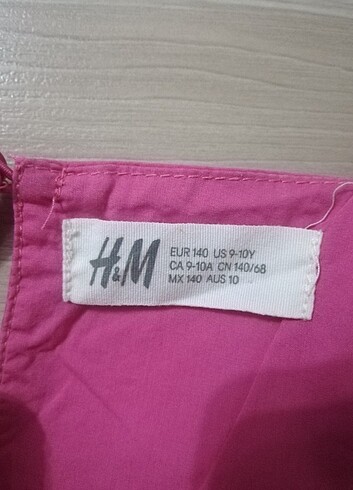 H&M
EUR 140 US 9-10Y
CA 9-10A CN 140/68
MX 140 AUS 10